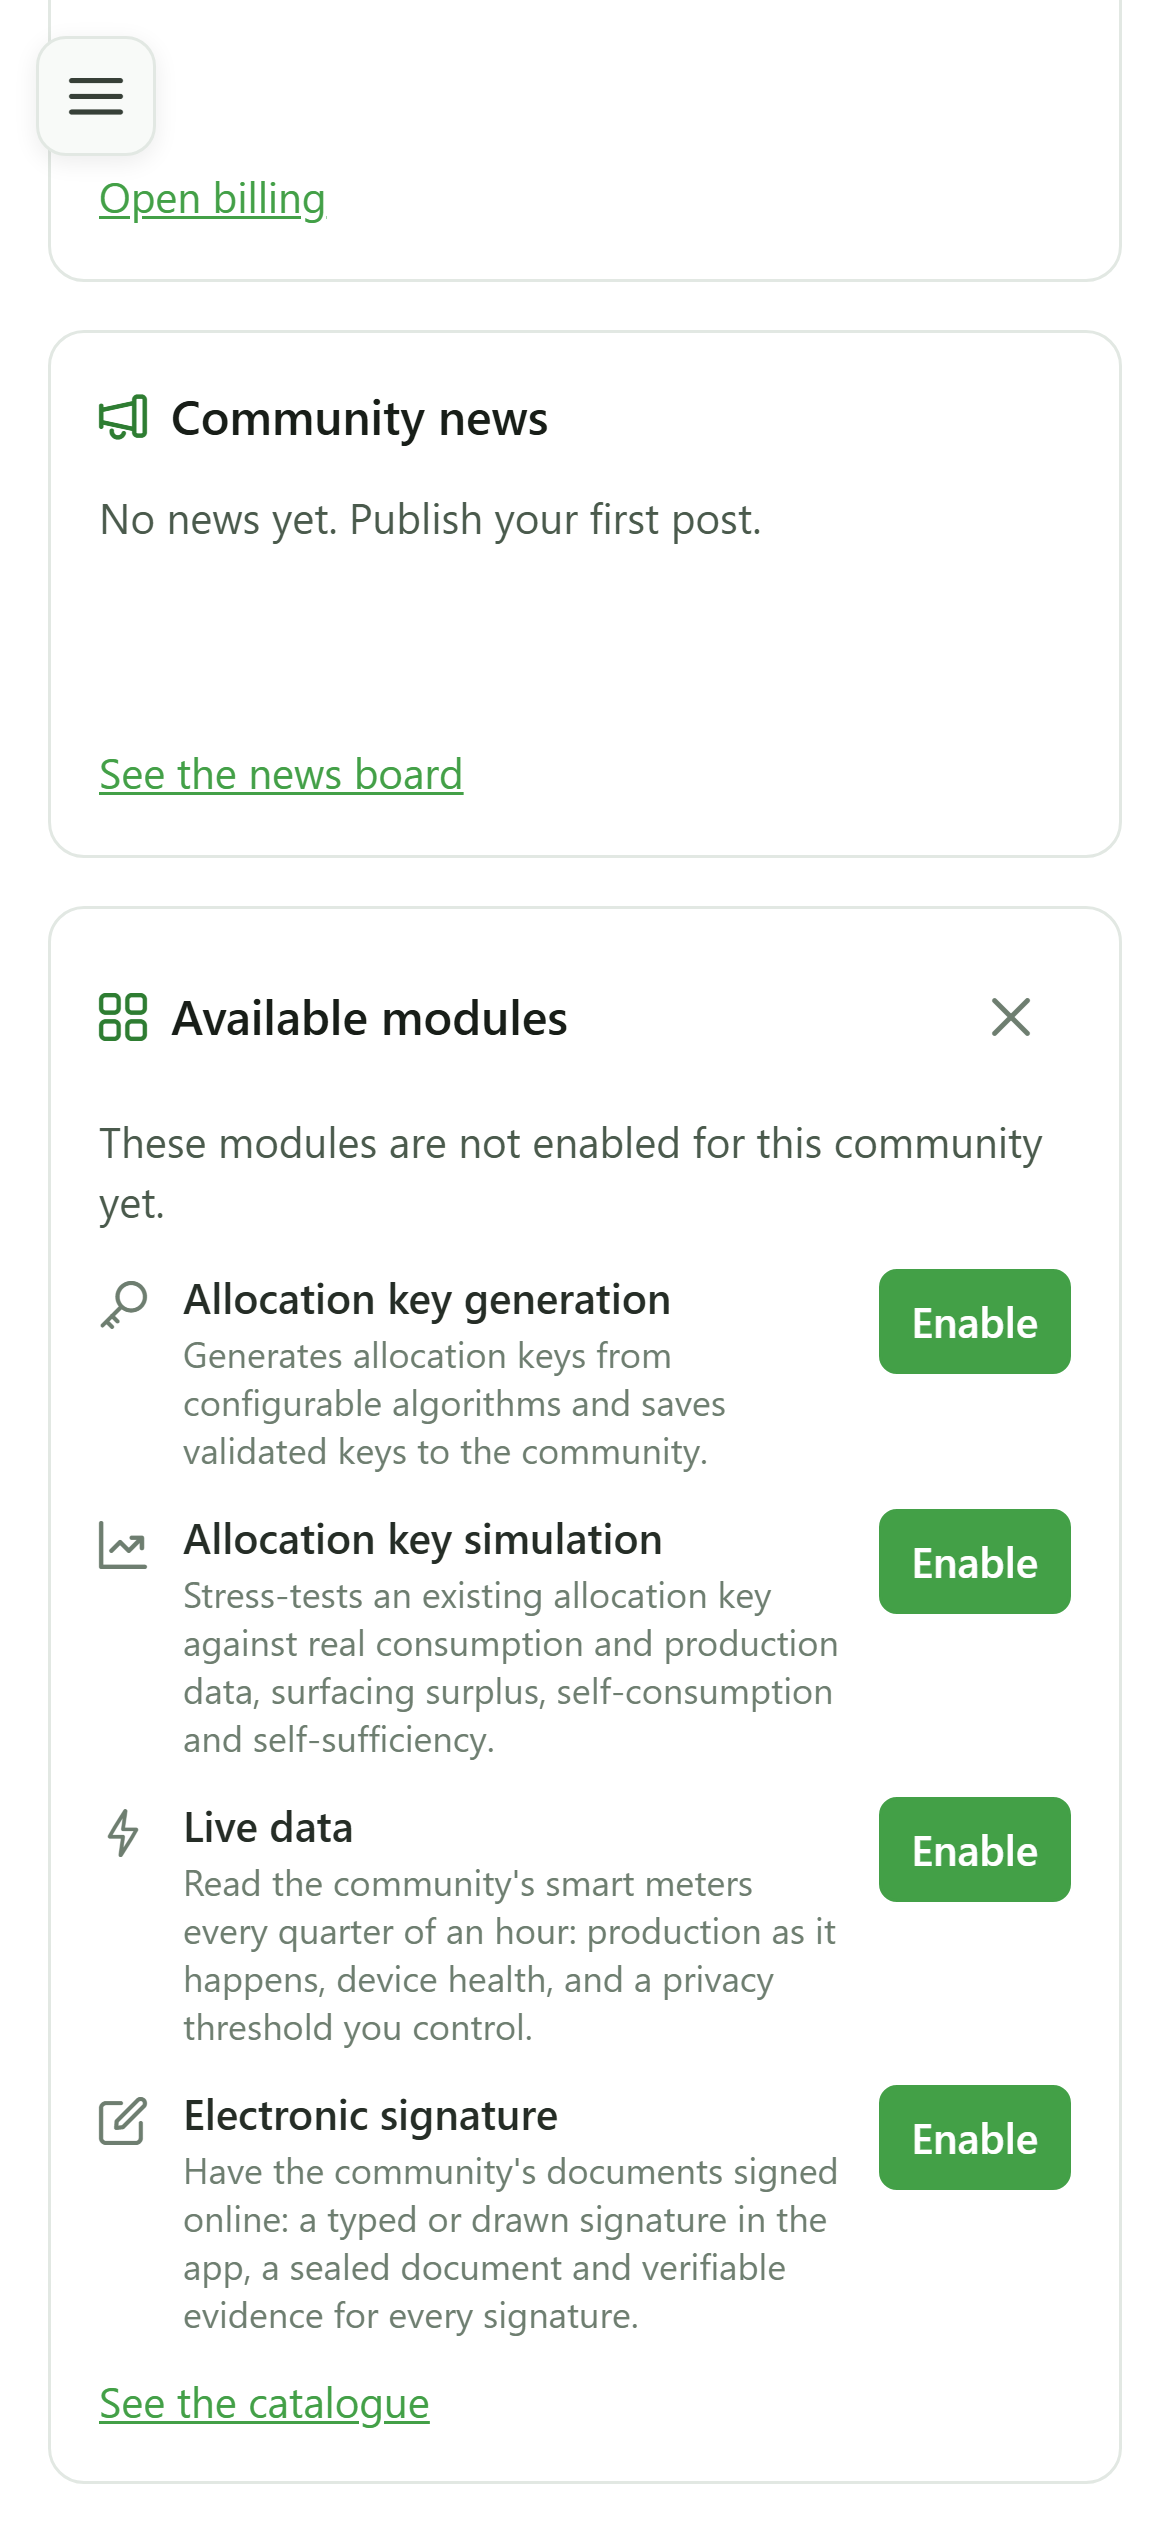 Open billing
Community news
No news yet. Publish your first post.
See the news board
Available modules
These modules are not enabled for this community
yet.
Allocation key generation
Enable
Generates allocation keys from
configurable algorithms and saves
validated keys to the community.
Allocation key simulation
Enable
Stress-tests an existing allocation key
against real consumption and production
data, surfacing surplus, self-consumption
and self-sufficiency.
Live data
Enable
Read the community's smart meters
every quarter of an hour: production as it
happens, device health, and a privacy
threshold you control.
Electronic signature
Enable
Have the community's documents signed
online: a typed or drawn signature in the
app, a sealed document and verifiable
evidence for every signature.
See the catalogue